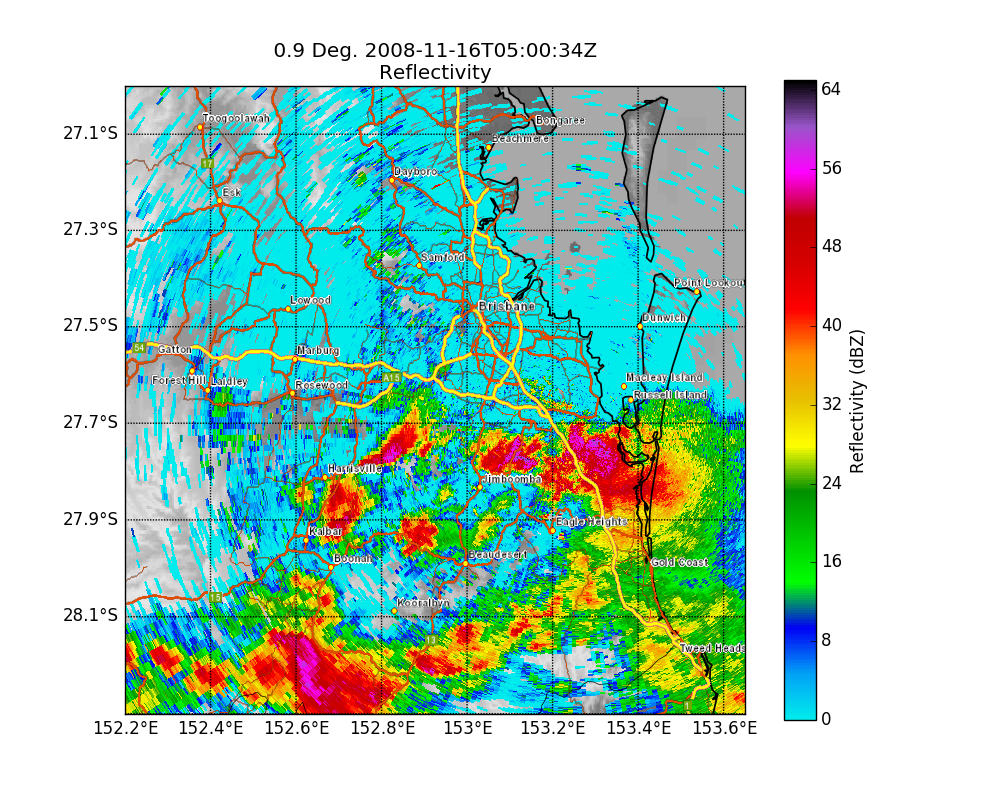 0.9 Deg. 2008-11-16T05:00:34Z
Reflectivity
64
Toogoolawah
Bongaree
27.1°S
Beachmere
17
56
Dayboro
Esk
27.3°S
48
Samford
Point Lookout
Lowood
Brisbane
40
27.5°S
Dunwich
Gatton
Marburg
Forest Hill
Laidley
Rosewood
Macleay Island
Russell Island
32
27.7°S
Harrisville
Jimboomba
24
27.9°S
Eagle Heights
Kalbar
Boonah
Beaudesert
Gold Coast
16
Kooralbyn
28.1°S
8
Tweed Heads
0
152.2°E
152.4°E
152.6°E
152.8°E
153°E
153.2°E
153.4°E
153.6°E
Reflectivity (dBZ)